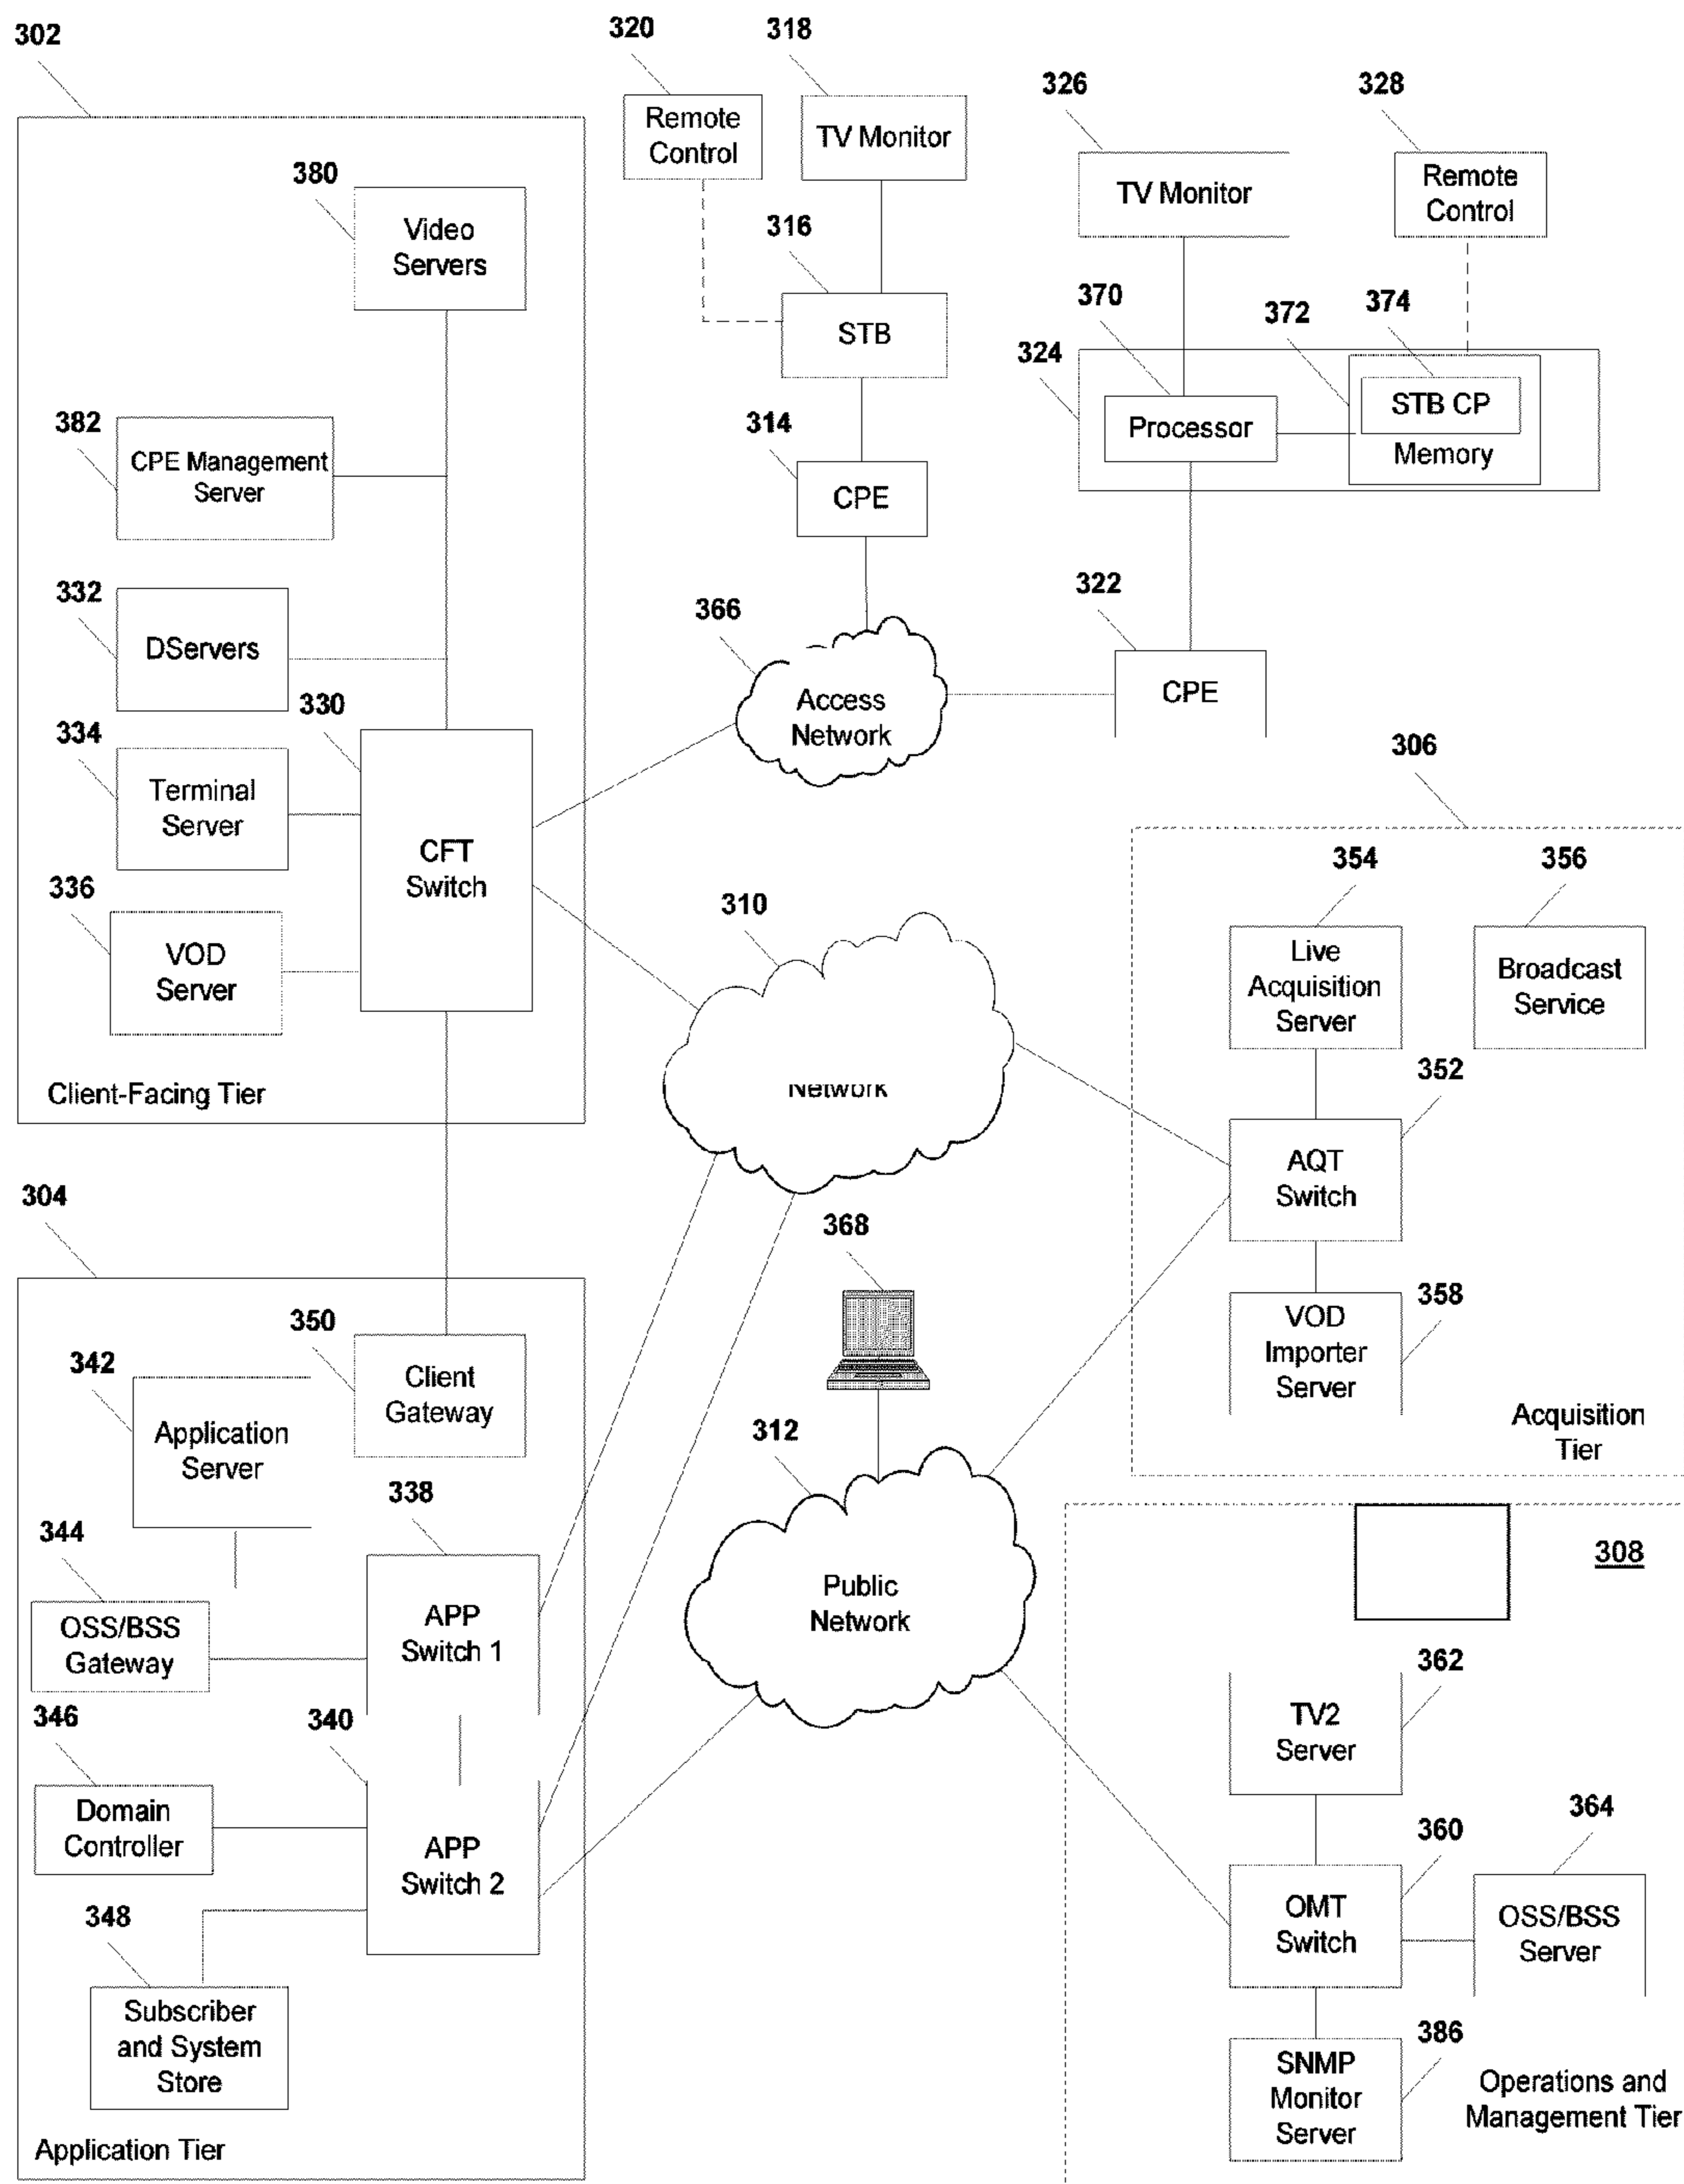 302
320
318
326
328
Remote
Control
TV Monitor
TV Monitor
Remote
Control
380
Video
Servers
316
STB
370
372
374
324
Processor
STB CP
Memory
382
CPE Management
Server
314
CPE
332
DServers
366
Access
Network
322
CPE
330
334
Terminal
Server
CFT
Switch
306
336
VOD
Server
310
Network
354
356
Live
Acquisition
Server
Broadcast
Service
352
Client-Facing Tier
AQT
Switch
304
368
358
VOD
Importer
Server
350
Client
Gateway
342
Application
Server
312
Acquisition
Tier
338
344
OSS/BSS
Gateway
APP
Switch 1
Public
Network
308
362
TV2
Server
346
340
Domain
Controller
APP
Switch 2
360
364
OMT
Switch
OSS/BSS
Server
348
Subscriber
and System
Store
386
SNMP
Monitor
Server
Operations and
Management Tier
Application Tier